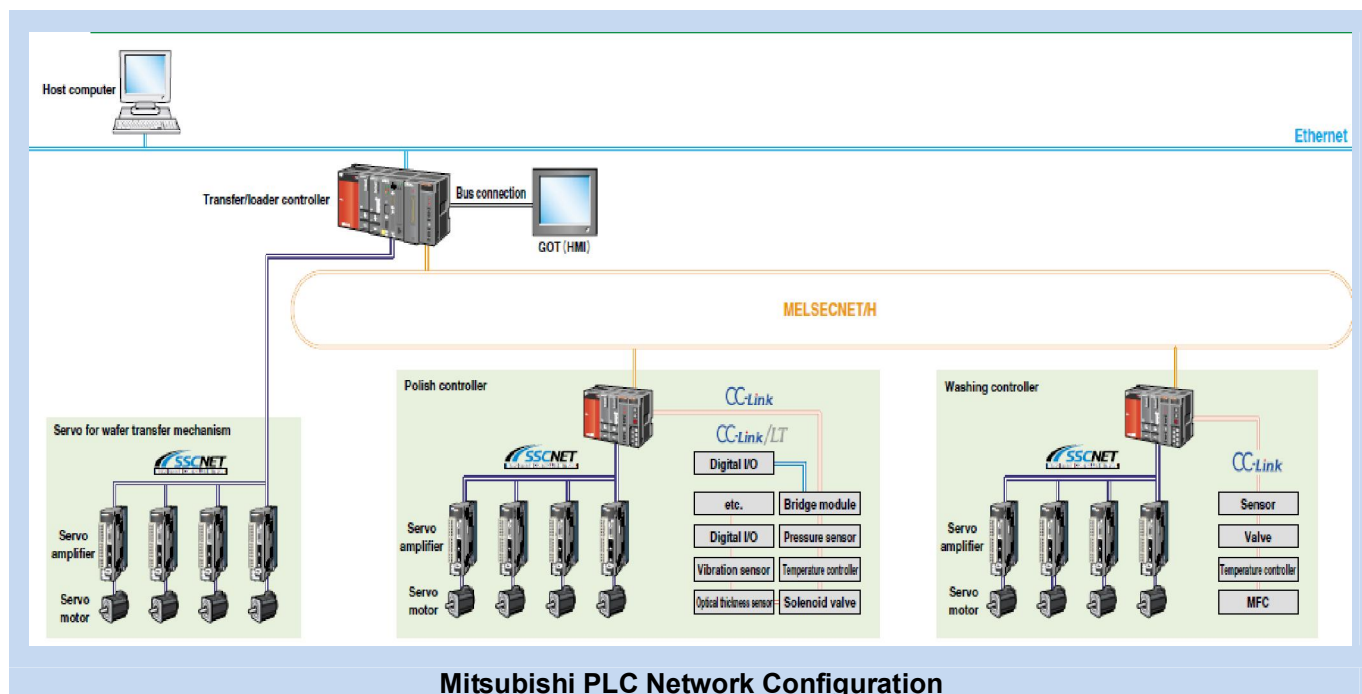 Host computer
Ethernet
Transfer/loader controller
Bus connection
GOT (HMI)
MELSECNET/H
Servo for wafer transfer mechanism
SSCNET
Servo
amplifier
Servo
motor
Polish controller
CC-Link
CC-Link/LT
SSCNET
Digital I/O
etc.
Bridge module
Servo
amplifier
Digital I/O
Pressure sensor
Vibration sensor
Temperature controller
Servo
motor
Optical thickness sensor
Solenoid valve
Washing controller
SSCNET
CC-Link
Servo
amplifier
Sensor
Valve
Temperature controller
Servo
motor
MFC
Mitsubishi PLC Network Configuration